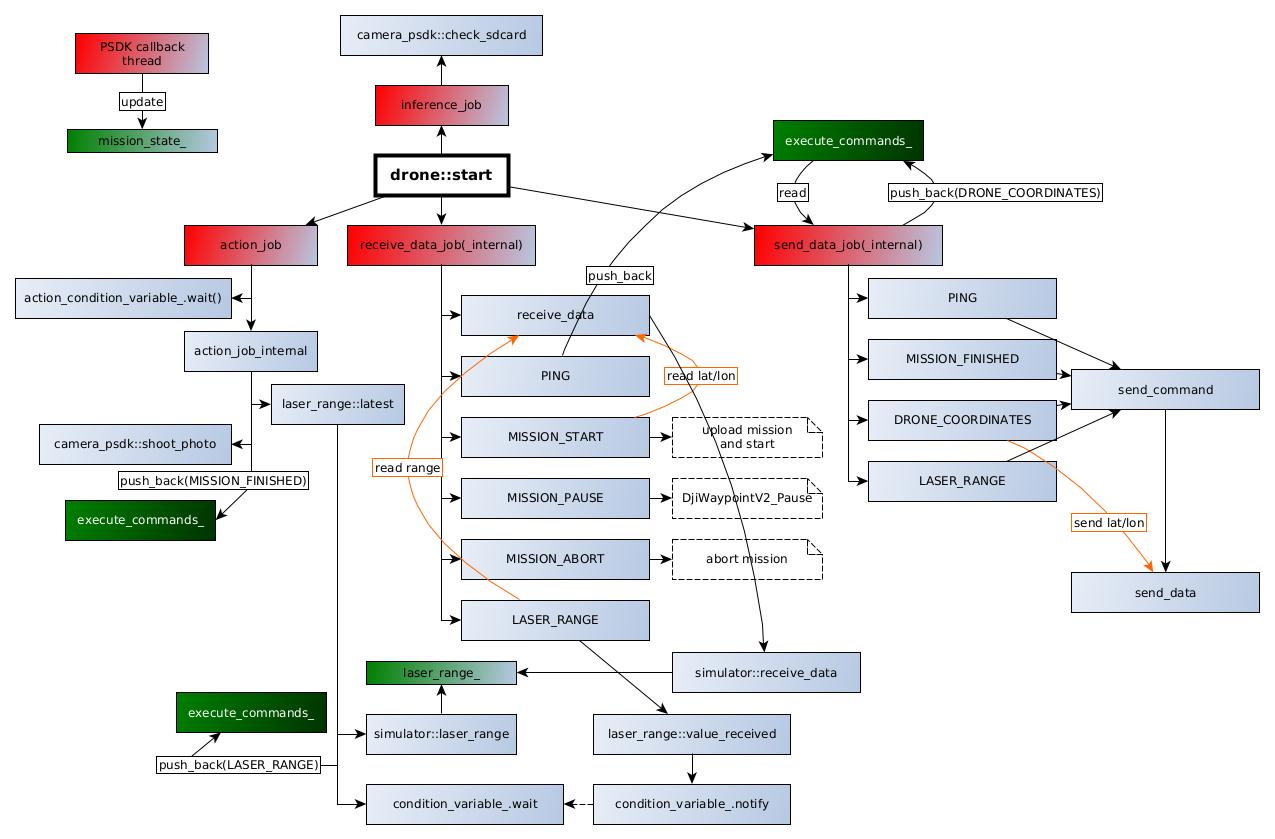 camera_psdk::check_sdcard
PSDK callback
thread
update
mission_state_
inference_job
drone::start
execute_commands_
read
push_back(DRONE_COORDINATES)
action_job
receive_data_job(_internal)
send_data_job(_internal)
push_back
action_condition_variable_.wait()
receive_data
PING
action_job_internal
PING
MISSION_FINISHED
read lat/lon
send_command
laser_range::latest
MISSION_START
upload mission
and start
DRONE_COORDINATES
camera_psdk::shoot_photo
read range
push_back(MISSION_FINISHED)
LASER_RANGE
MISSION_PAUSE
DjiWaypointV2_Pause
execute_commands_
send lat/lon
MISSION_ABORT
abort mission
send_data
LASER_RANGE
laser_range_
simulator::receive_data
execute_commands_
simulator::laser_range
laser_range::value_received
push_back(LASER_RANGE)
condition_variable_.wait
condition_variable_.notify